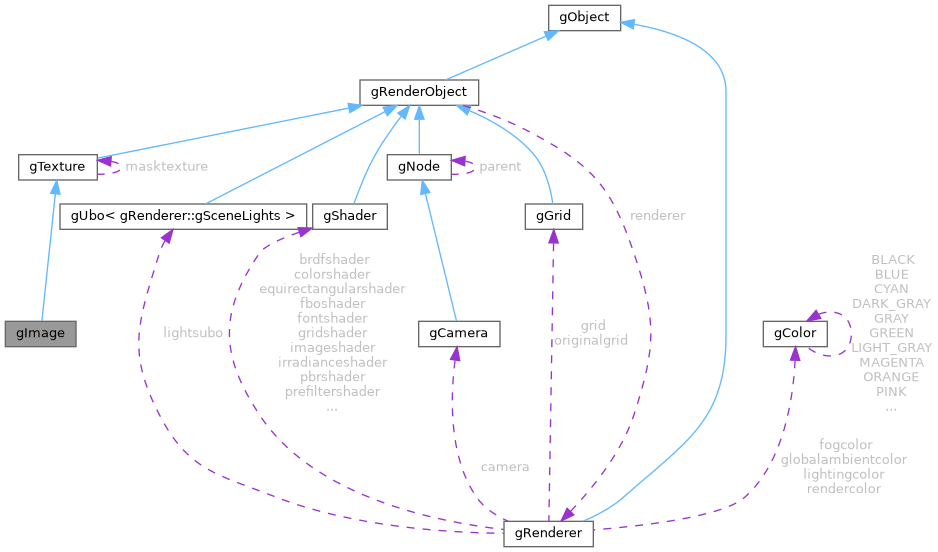 gObject
gRenderObject
gTexture
masktexture
gNode
parent
gUbo< gRenderer::gSceneLights >
gShader
gGrid
renderer
brdfshader
colorshader
equirectangularshader
fboshader
fontshader
gridshader
imageshader
irradianceshader
pbrshader
prefiltershader
...
BLACK
BLUE
CYAN
DARK_GRAY
GRAY
GREEN
LIGHT_GRAY
MAGENTA
ORANGE
PINK
...
gImage
lightsubo
gCamera
grid
originalgrid
gColor
camera
fogcolor
globalambientcolor
lightingcolor
rendercolor
gRenderer